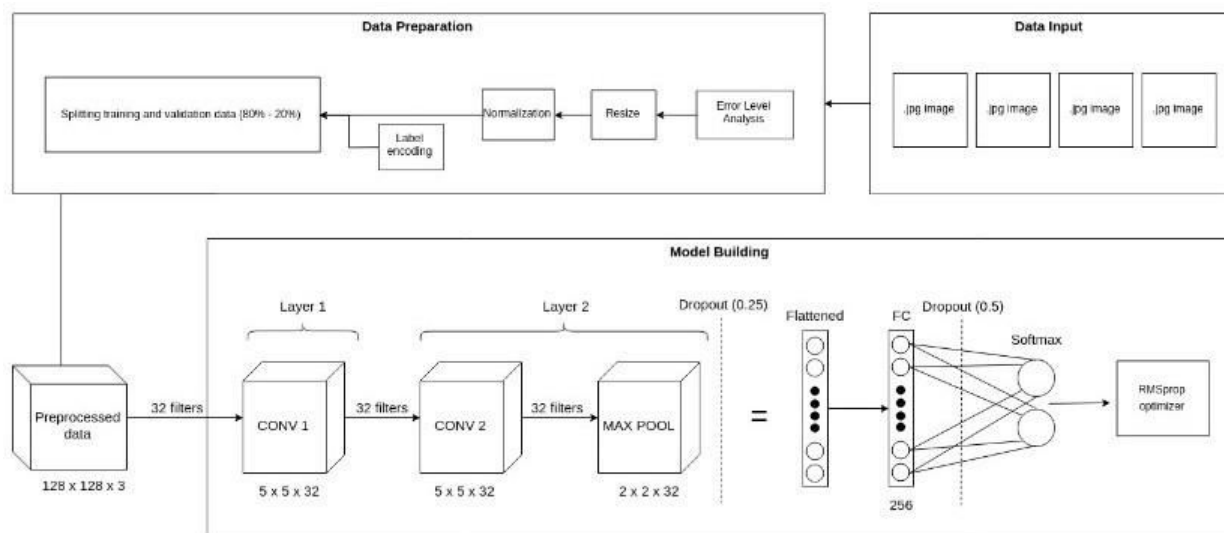 Data Preparation
Data Input
Splitting training and validation data (80% - 20%)
Normalization
Resize
Error Level
Analysis
Label
encoding
.jpg image
.jpg image
.jpg image
.jpg image
Model Building
Layer 1
Layer 2
Dropout (0.25)
Flattened
FC
Dropout (0.5)
Softmax
Preprocessed
data
32 filters
CONV 1
32 filters
CONV 2
32 filters
MAX POOL
=
RMSprop
optimizer
128 x 128 x 3
5 x 5 x 32
5 x 5 x 32
2 x 2 x 32
256